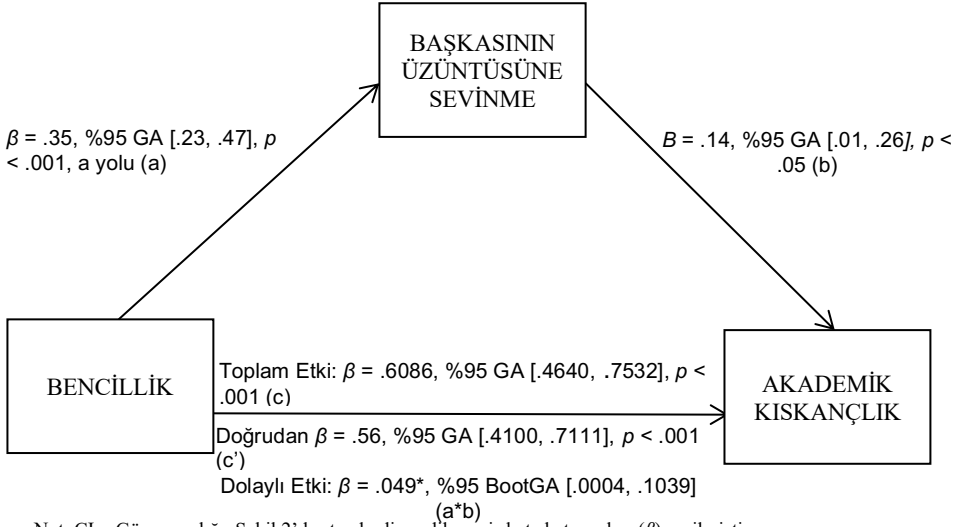 BAŞKASININ
ÜZÜNTÜSÜNE
SEVİNME
β = .35, %95 GA [.23, .47], p
< .001, a yolu (a)
B = .14, %95 GA [.01, .26], p <
.05 (b)
BENCİLLİK
Toplam Etki: β = .6086, %95 GA [.4640, .7532], p <
.001 (c)
AKADEMİK
KISKANÇLIK
Doğrudan β = .56, %95 GA [.4100, .7111], p < .001
(c’)
Dolaylı Etki: β = .049*, %95 BootGA [.0004, .1039]
(a*b)